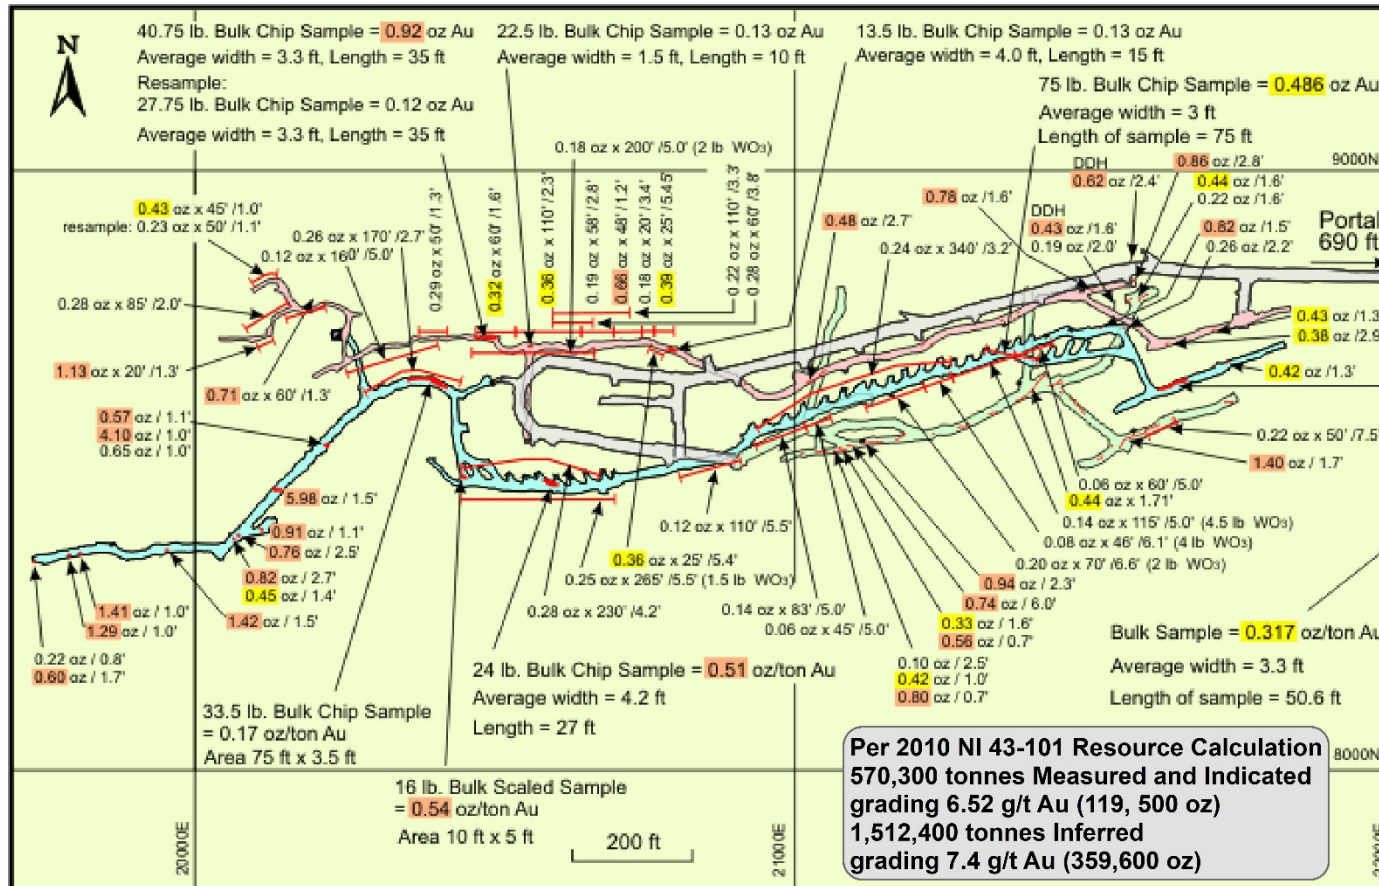 N
40.75 lb. Bulk Chip Sample = 0.92 oz Au
Average width = 3.3 ft, Length = 35 ft
Resample:
27.75 lb. Bulk Chip Sample = 0.12 oz Au
Average width = 3.3 ft, Length = 35 ft
22.5 lb. Bulk Chip Sample = 0.13 oz Au
Average width = 1.5 ft, Length = 10 ft
13.5 lb. Bulk Chip Sample = 0.13 oz Au
Average width = 4.0 ft, Length = 15 ft
75 lb. Bulk Chip Sample = 0.486 oz Au
Average width = 3 ft
Length of sample = 75 ft
0.18 oz x 200' /5.0' (2 lb WO₃)
9000N
DDH
0.62 oz /2.4'
0.86 oz /2.8'
0.44 oz /1.6'
0.22 oz /1.6'
0.78 oz /1.6'
DDH
0.43 oz /1.6'
0.19 oz /2.0'
0.82 oz /1.5'
0.26 oz /2.2'
Portal
690 ft
0.43 oz x 45' /1.0'
resample: 0.23 oz x 50' /1.1'
0.26 oz x 170' /2.7'
0.12 oz x 160' /5.0'
0.29 oz x 50' /1.3'
0.32 oz x 60' /1.6'
0.36 oz x 110' /2.3'
0.19 oz x 58' /2.8'
0.66 oz x 48' /1.2'
0.18 oz x 20' /3.4'
0.39 oz x 25' /5.45'
0.22 oz x 110' /3.3'
0.28 oz x 60' /3.8'
0.48 oz /2.7'
0.24 oz x 340' /3.2'
0.28 oz x 85' /2.0'
1.13 oz x 20' /1.3'
0.71 oz x 60' /1.3'
0.43 oz /1.3'
0.38 oz /2.9'
0.42 oz /1.3'
0.57 oz / 1.1'
4.10 oz / 1.0'
0.65 oz / 1.0'
0.22 oz x 50' /7.5'
1.40 oz / 1.7'
5.98 oz / 1.5'
0.91 oz / 1.1'
0.76 oz / 2.5'
0.82 oz / 2.7'
0.45 oz / 1.4'
1.42 oz / 1.5'
1.41 oz / 1.0'
1.29 oz / 1.0'
0.22 oz / 0.8'
0.60 oz / 1.7'
0.12 oz x 110' /5.5'
0.36 oz x 25' /5.4'
0.25 oz x 265' /5.5' (1.5 lb WO₃)
0.28 oz x 230' /4.2'
0.06 oz x 60' /5.0'
0.44 oz x 1.71'
0.14 oz x 115' /5.0' (4.5 lb WO₃)
0.08 oz x 46' /6.1' (4 lb WO₃)
0.20 oz x 70' /6.6' (2 lb WO₃)
0.94 oz / 2.3'
0.74 oz / 6.0'
0.33 oz / 1.6'
0.56 oz / 0.7'
0.14 oz x 83' /5.0'
0.06 oz x 45' /5.0'
0.10 oz / 2.5'
0.42 oz / 1.0'
0.80 oz / 0.7'
Bulk Sample = 0.317 oz/ton Au
Average width = 3.3 ft
Length of sample = 50.6 ft
24 lb. Bulk Chip Sample = 0.51 oz/ton Au
Average width = 4.2 ft
Length = 27 ft
33.5 lb. Bulk Chip Sample
= 0.17 oz/ton Au
Area 75 ft x 3.5 ft
16 lb. Bulk Scaled Sample
= 0.54 oz/ton Au
Area 10 ft x 5 ft
200 ft
8000N
20000E
21000E
Per 2010 NI 43-101 Resource Calculation
570,300 tonnes Measured and Indicated
grading 6.52 g/t Au (119, 500 oz)
1,512,400 tonnes Inferred
grading 7.4 g/t Au (359,600 oz)